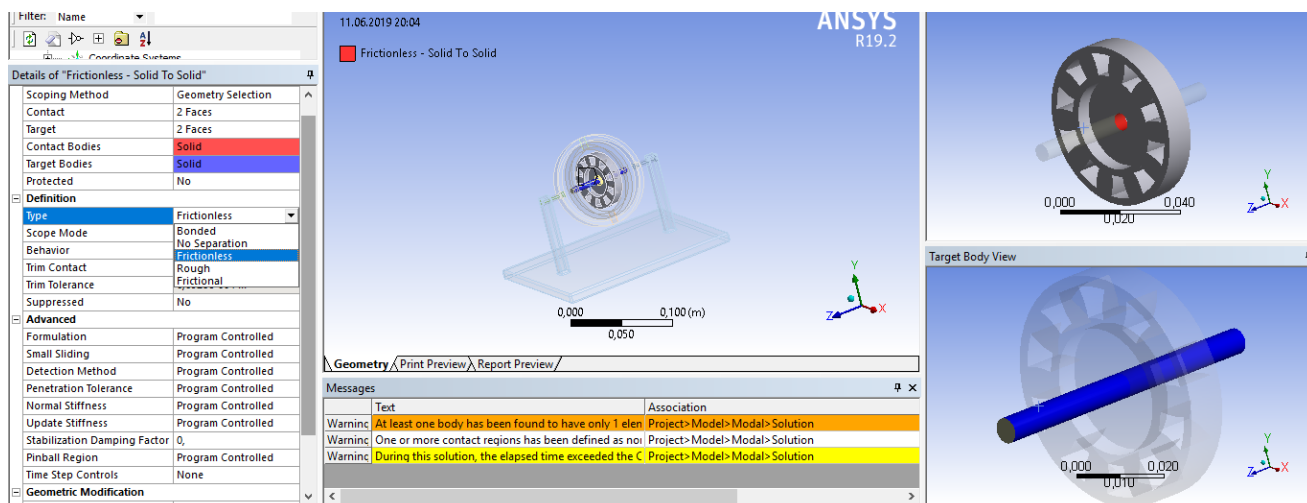 Filter: Name
Coordinate Systems
Details of "Frictionless - Solid To Solid"
Scoping Method Geometry Selection
Contact 2 Faces
Target 2 Faces
Contact Bodies Solid
Target Bodies Solid
Protected No
Definition
Type Frictionless
Scope Mode Bonded
No Separation
Behavior Frictionless
Trim Contact Rough
Trim Tolerance Frictional
Suppressed No
Advanced
Formulation Program Controlled
Small Sliding Program Controlled
Detection Method Program Controlled
Penetration Tolerance Program Controlled
Normal Stiffness Program Controlled
Update Stiffness Program Controlled
Stabilization Damping Factor 0,
Pinball Region Program Controlled
Time Step Controls None
Geometric Modification
11.06.2019 20:04
Frictionless - Solid To Solid
ANSYS
R19.2
Y
X
Z
0,000 0,100 (m)
0,050
Geometry Print Preview Report Preview
Messages
Text Association
Warning At least one body has been found to have only 1 elen Project>Model>Modal>Solution
Warning One or more contact regions has been defined as nor Project>Model>Modal>Solution
Warning During this solution, the elapsed time exceeded the C Project>Model>Modal>Solution
0,000 0,040
0,020
Y
Z X
Target Body View
0,000 0,020
0,010
Y
Z X